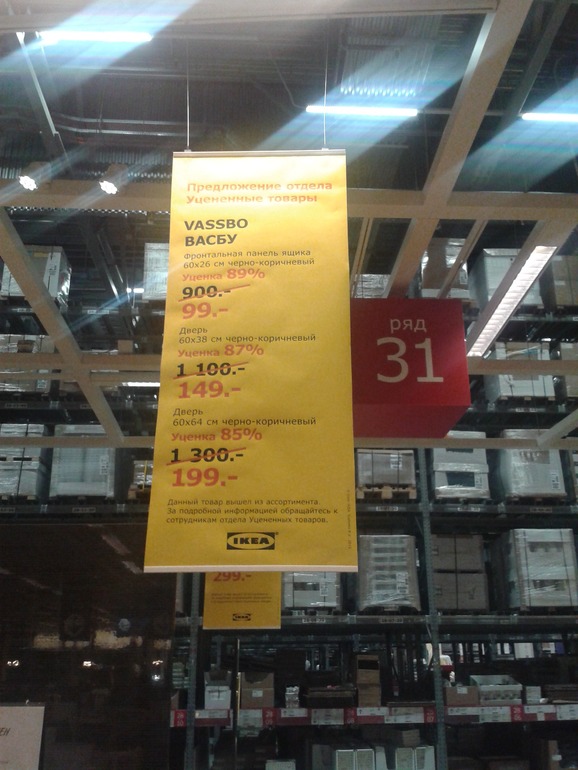 Предложение отдела
Уцененные товары
VASSBO
ВАСБУ
Фронтальная панель ящика
60x26 см черно-коричневый
Уценка 89%
900.-
99.-
Дверь
60x38 см черно-коричневый
Уценка 87%
1 100.-
149.-
Дверь
60x64 см черно-коричневый
Уценка 85%
1 300.-
199.-
Данный товар вышел из ассортимента.
За подробной информацией обращайтесь к
сотрудникам отдела Уцененных товаров.
IKEA
ряд
31
299.-
IKEA